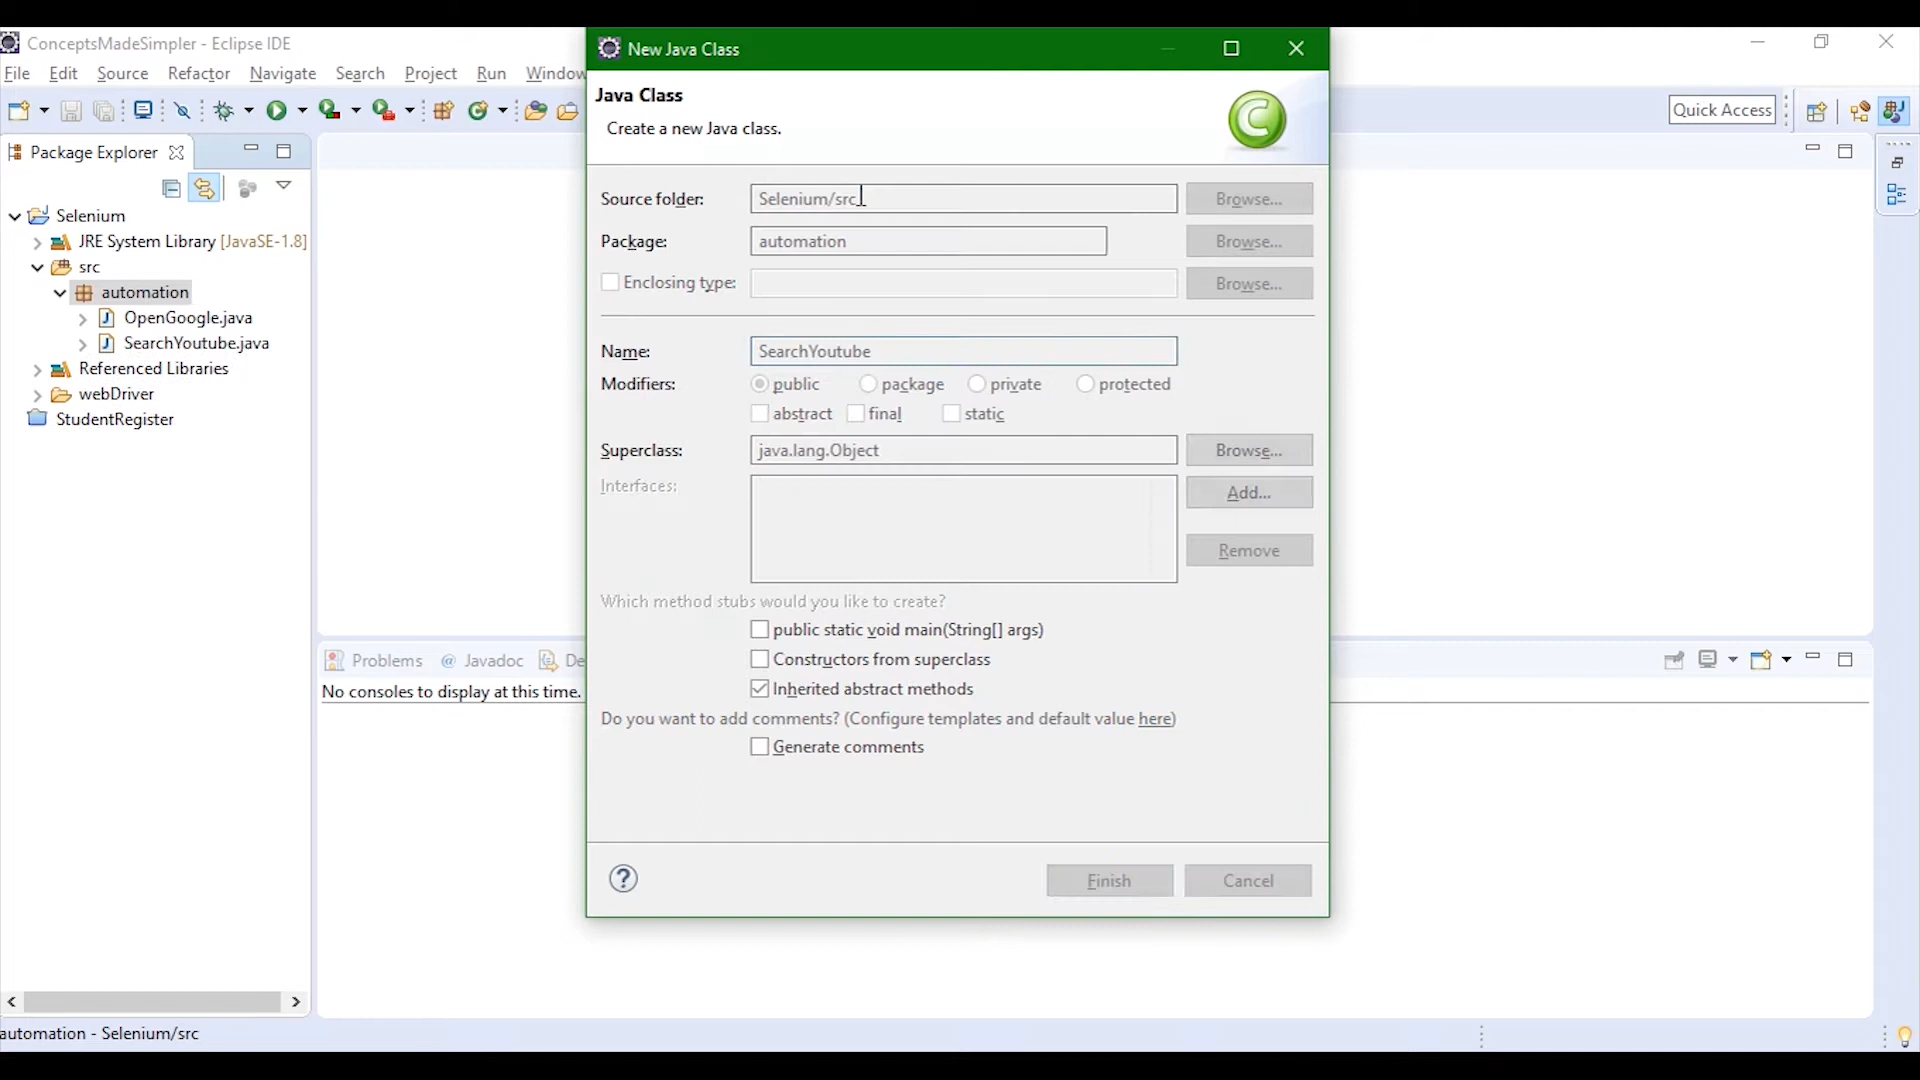 ConceptsMadeSimpler - Eclipse IDE
File Edit Source Refactor Navigate Search Project Run Window
Quick Access
Package Explorer
Selenium
JRE System Library [JavaSE-1.8]
src
automation
OpenGoogle.java
SearchYoutube.java
Referenced Libraries
webDriver
StudentRegister
New Java Class
Java Class
Create a new Java class.
Source folder: Selenium/src Browse...
Package: automation Browse...
Enclosing type: Browse...
Name: SearchYoutube
Modifiers: public package private protected
abstract final static
Superclass: java.lang.Object Browse...
Interfaces: Add...
Remove
Which method stubs would you like to create?
public static void main(String[] args)
Constructors from superclass
Inherited abstract methods
Do you want to add comments? (Configure templates and default value here)
Generate comments
Finish Cancel
Problems @ Javadoc De
No consoles to display at this time.
automation - Selenium/src